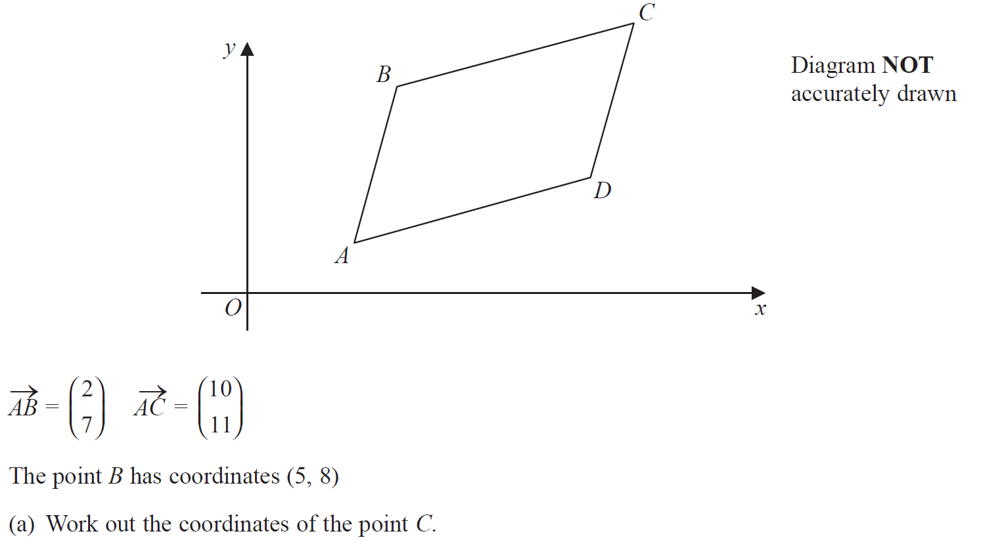 C
y
B
Diagram NOT
accurately drawn
D
A
O
x
AB = (2 7) AC = (10 11)
The point B has coordinates (5, 8)
(a) Work out the coordinates of the point C.